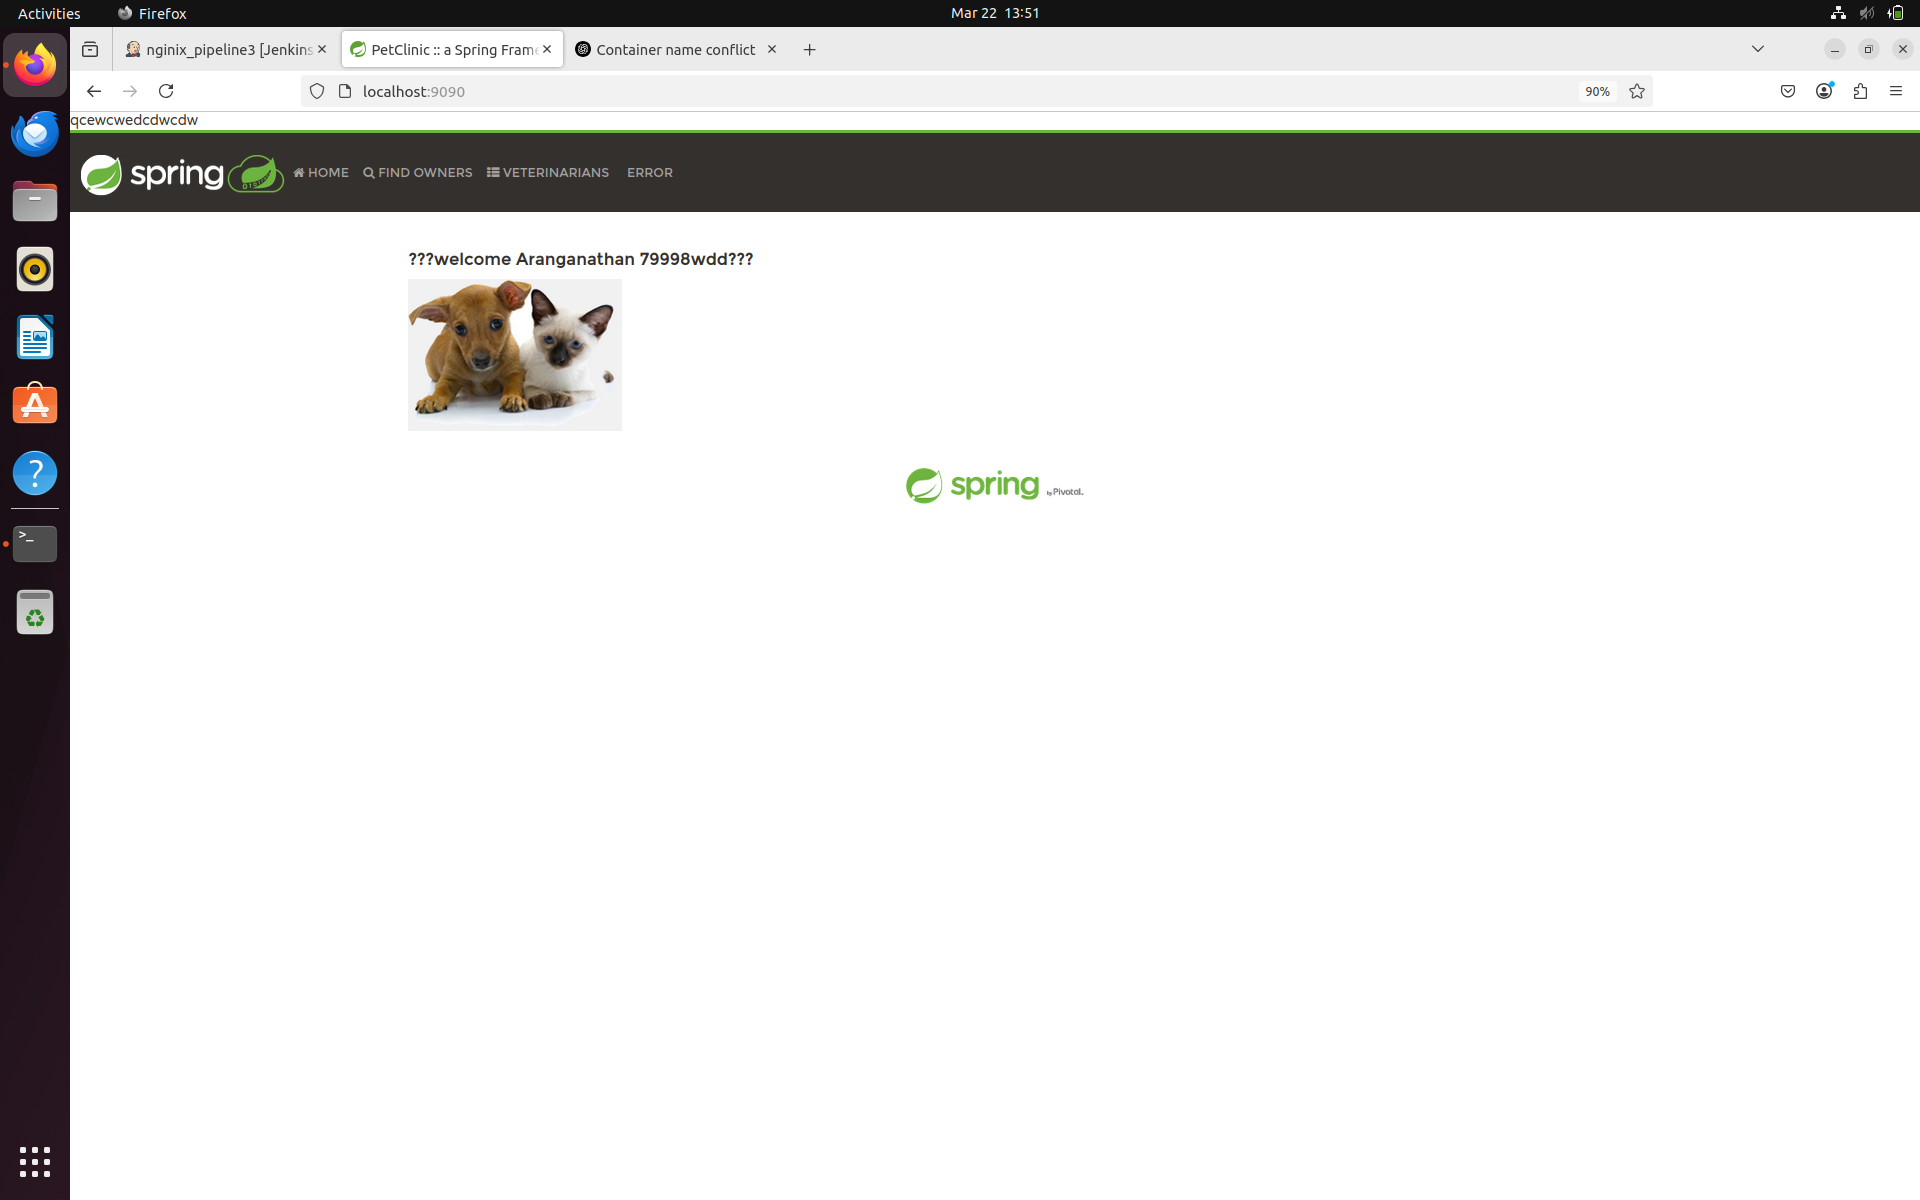 Activities
Firefox
Mar 22 13:51
nginix_pipeline3 [Jenkins
PetClinic :: a Spring Frame
Container name conflict
localhost:9090
90%
qcewcwedcdwcdw
spring
HOME
FIND OWNERS
VETERINARIANS
ERROR
???welcome Aranganathan 79998wdd???
spring by Pivotal.